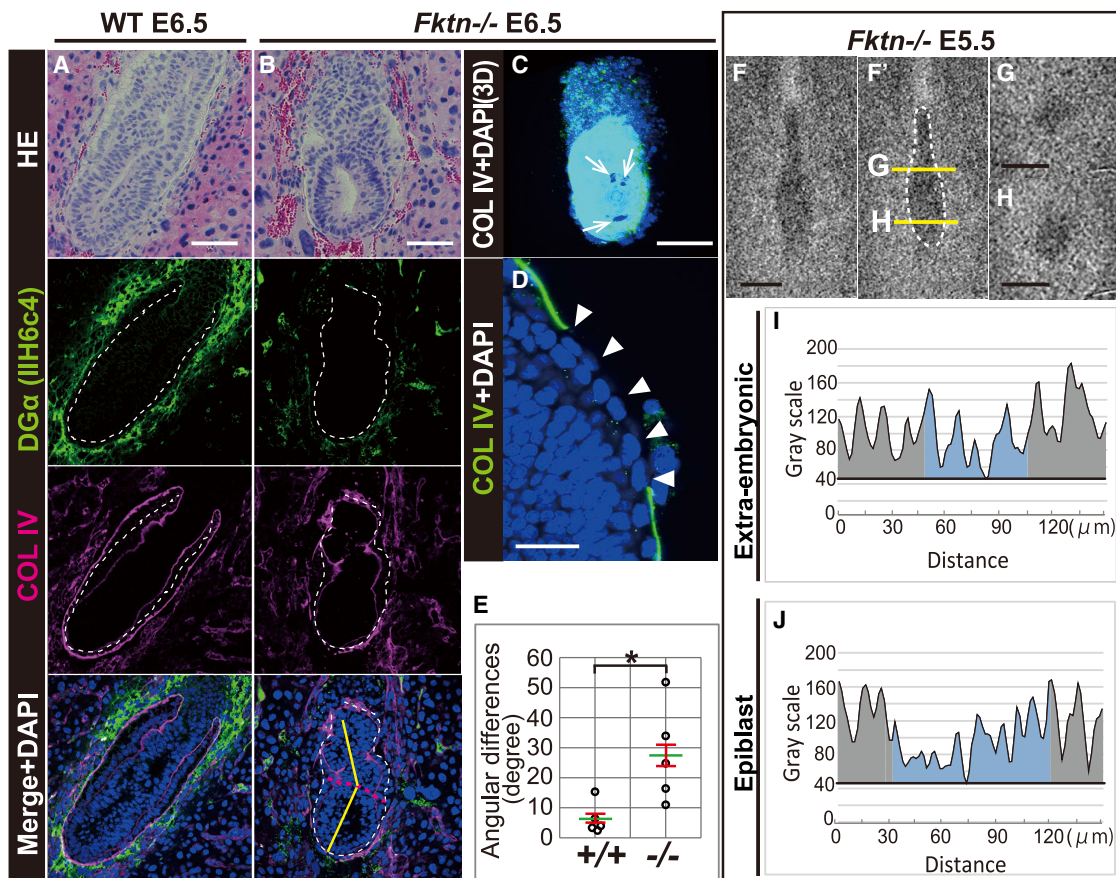 WT E6.5
Fktn-/- E6.5
Fktn-/- E5.5
HE
A
B
COL IV+DAPI(3D)
C
F
F'
G
H
G
H
DGα (IIH6c4)
COL IV+DAPI
D
COL IV
Merge+DAPI
E
Angular differences
(degree)
60
50
40
30
20
10
0
*
+/+
-/-
Extra-embryonic
I
Gray scale
200
160
120
80
40
0
0
30
60
90
120(μm)
Distance
Epiblast
J
Gray scale
200
160
120
80
40
0
0
30
60
90
120(μm)
Distance